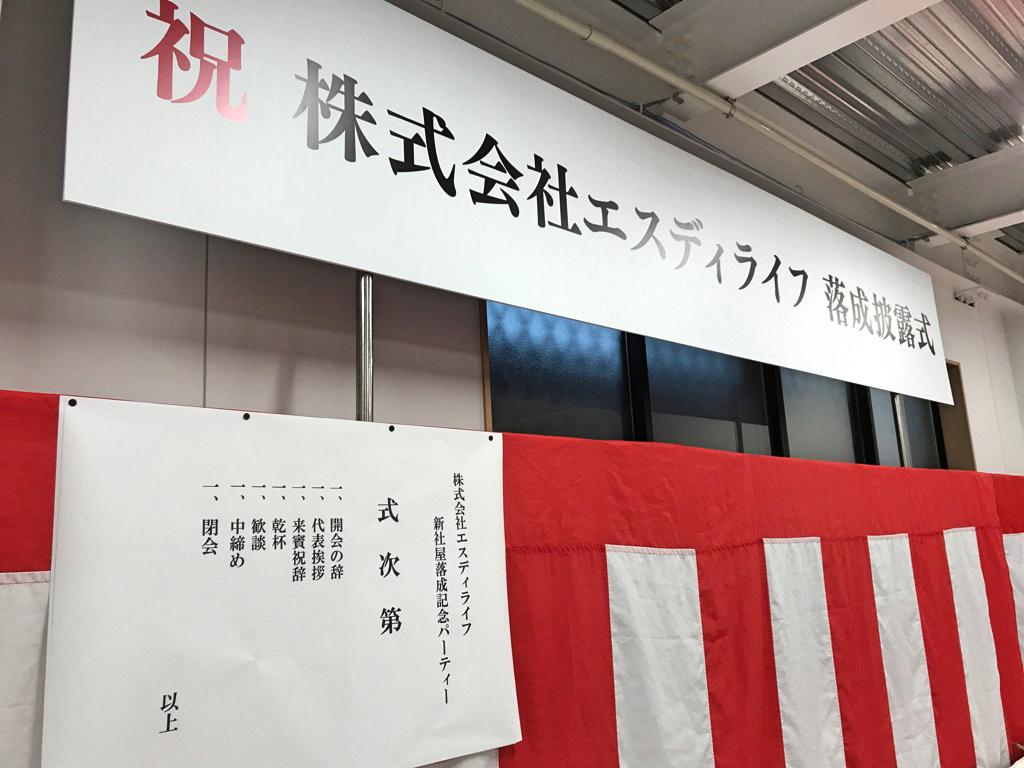 祝 株式会社エスディライフ 落成披露式
株式会社エスディライフ
新社屋落成記念パーティー
式次第
一、開会の辞
一、代表挨拶
一、来賓祝辞
一、乾杯
一、歓談
一、中締め
一、閉会
以上